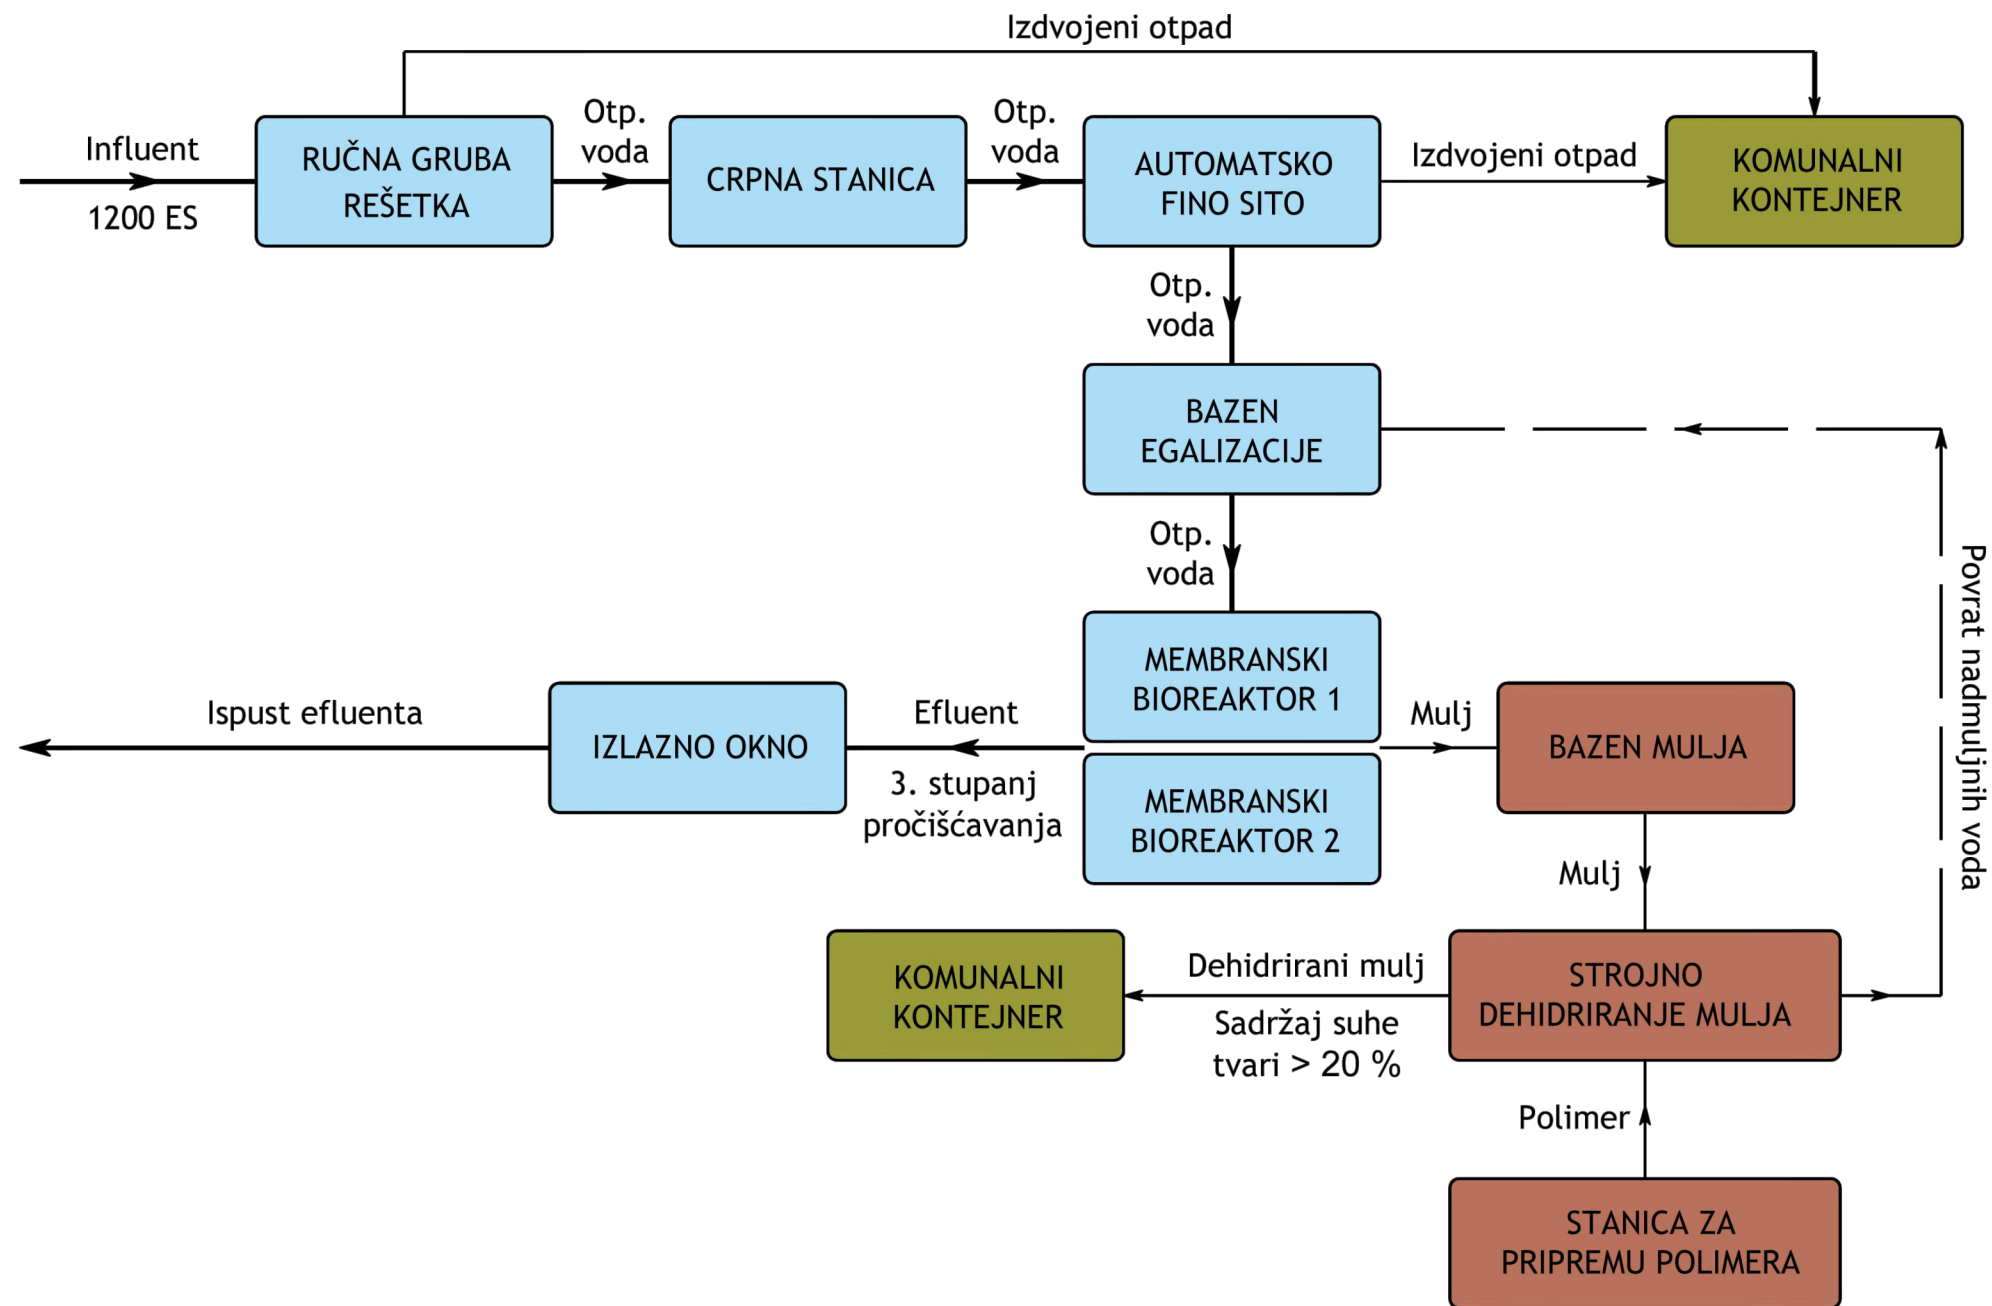 Izdvojeni otpad
Influent
1200 ES
RUČNA GRUBA
REŠETKA
Otp.
voda
CRPNA STANICA
Otp.
voda
AUTOMATSKO
FINO SITO
Izdvojeni otpad
KOMUNALNI
KONTEJNER
Otp.
voda
BAZEN
EGALIZACIJE
Otp.
voda
Povrat nadmuljnih voda
MEMBRANSKI
BIOREAKTOR 1
MEMBRANSKI
BIOREAKTOR 2
Ispust efluenta
IZLAZNO OKNO
Efluent
3. stupanj
pročišćavanja
Mulj
BAZEN MULJA
Mulj
KOMUNALNI
KONTEJNER
Dehidrirani mulj
Sadržaj suhe
tvari > 20 %
STROJNO
DEHIDRIRANJE MULJA
Polimer
STANICA ZA
PRIPREMU POLIMERA